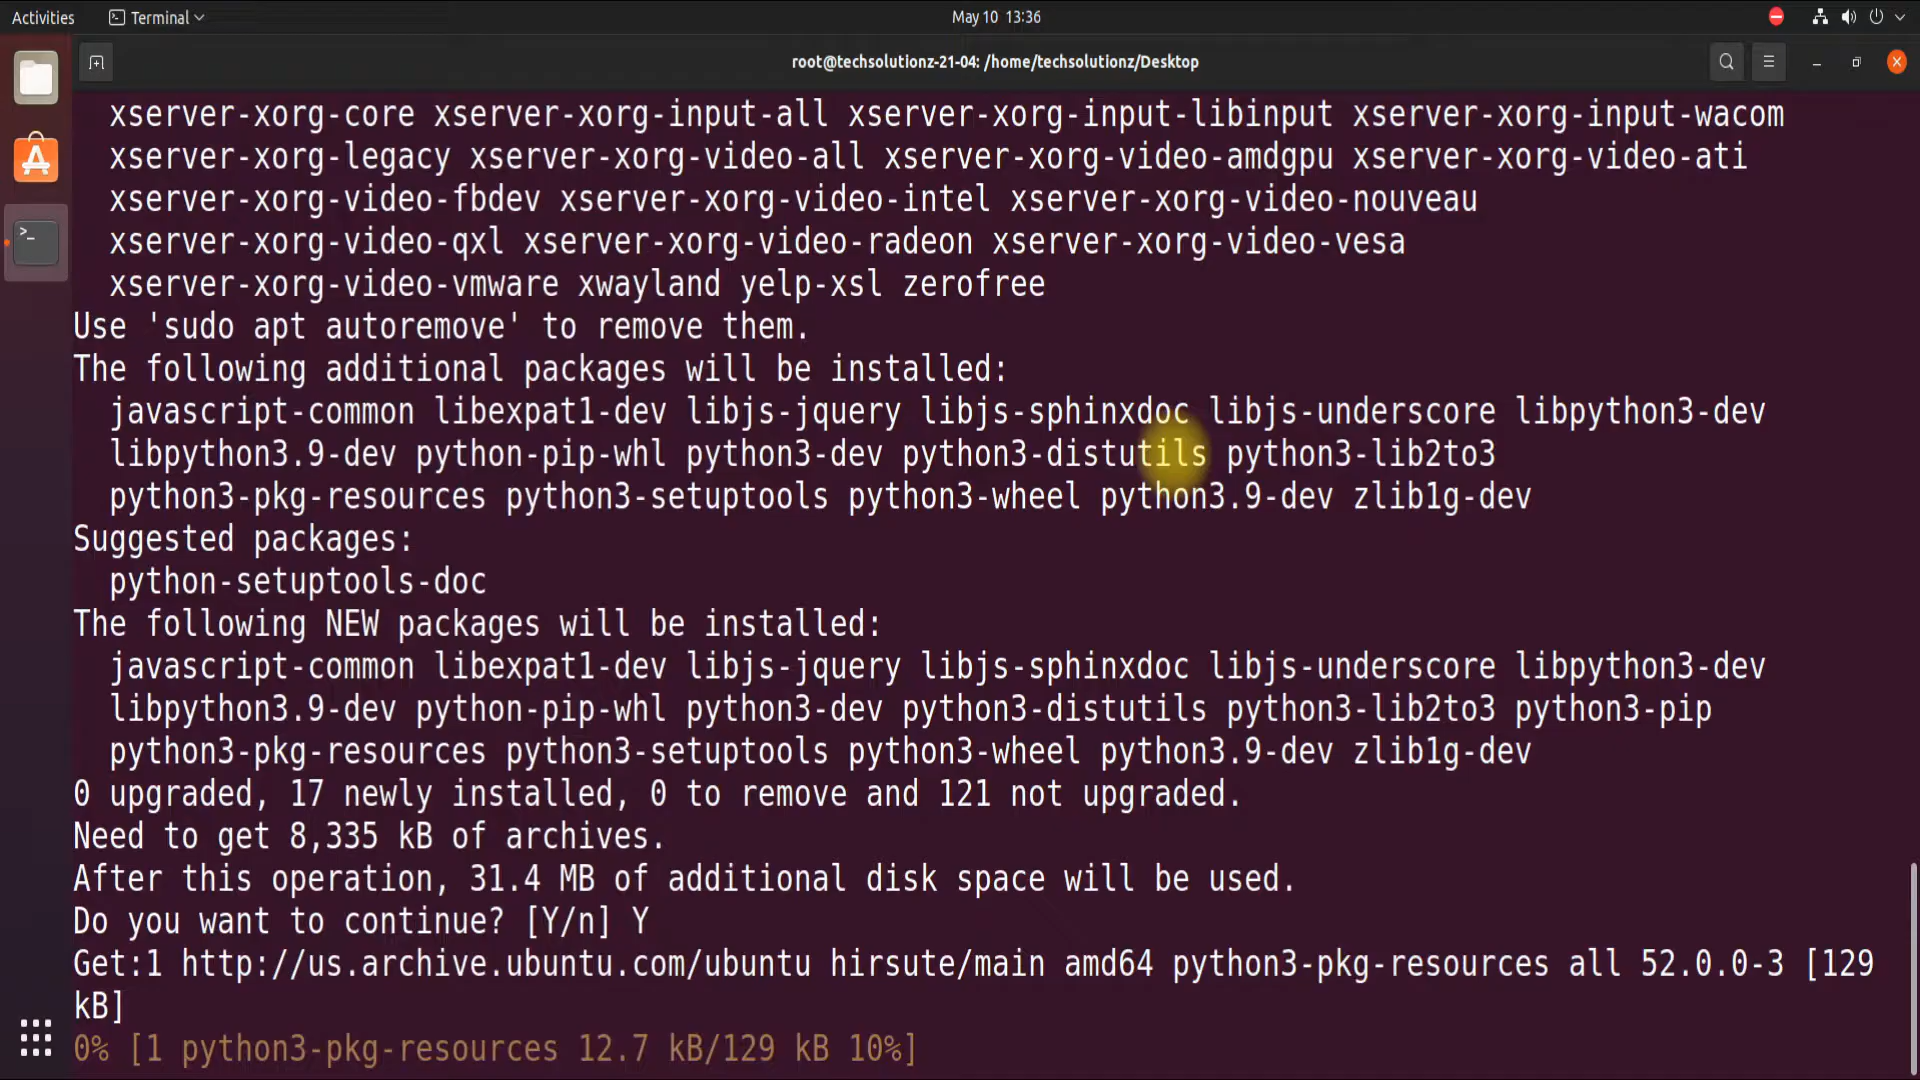 Activities
Terminal
May 10 13:36
root@techsolutionz-21-04: /home/techsolutionz/Desktop
xserver-xorg-core xserver-xorg-input-all xserver-xorg-input-libinput xserver-xorg-input-wacom
xserver-xorg-legacy xserver-xorg-video-all xserver-xorg-video-amdgpu xserver-xorg-video-ati
xserver-xorg-video-fbdev xserver-xorg-video-intel xserver-xorg-video-nouveau
xserver-xorg-video-qxl xserver-xorg-video-radeon xserver-xorg-video-vesa
xserver-xorg-video-vmware xwayland yelp-xsl zerofree
Use 'sudo apt autoremove' to remove them.
The following additional packages will be installed:
javascript-common libexpat1-dev libjs-jquery libjs-sphinxdoc libjs-underscore libpython3-dev
libpython3.9-dev python-pip-whl python3-dev python3-distutils python3-lib2to3
python3-pkg-resources python3-setuptools python3-wheel python3.9-dev zlib1g-dev
Suggested packages:
python-setuptools-doc
The following NEW packages will be installed:
javascript-common libexpat1-dev libjs-jquery libjs-sphinxdoc libjs-underscore libpython3-dev
libpython3.9-dev python-pip-whl python3-dev python3-distutils python3-lib2to3 python3-pip
python3-pkg-resources python3-setuptools python3-wheel python3.9-dev zlib1g-dev
0 upgraded, 17 newly installed, 0 to remove and 121 not upgraded.
Need to get 8,335 kB of archives.
After this operation, 31.4 MB of additional disk space will be used.
Do you want to continue? [Y/n] Y
Get:1 http://us.archive.ubuntu.com/ubuntu hirsute/main amd64 python3-pkg-resources all 52.0.0-3 [129
kB]
0% [1 python3-pkg-resources 12.7 kB/129 kB 10%]